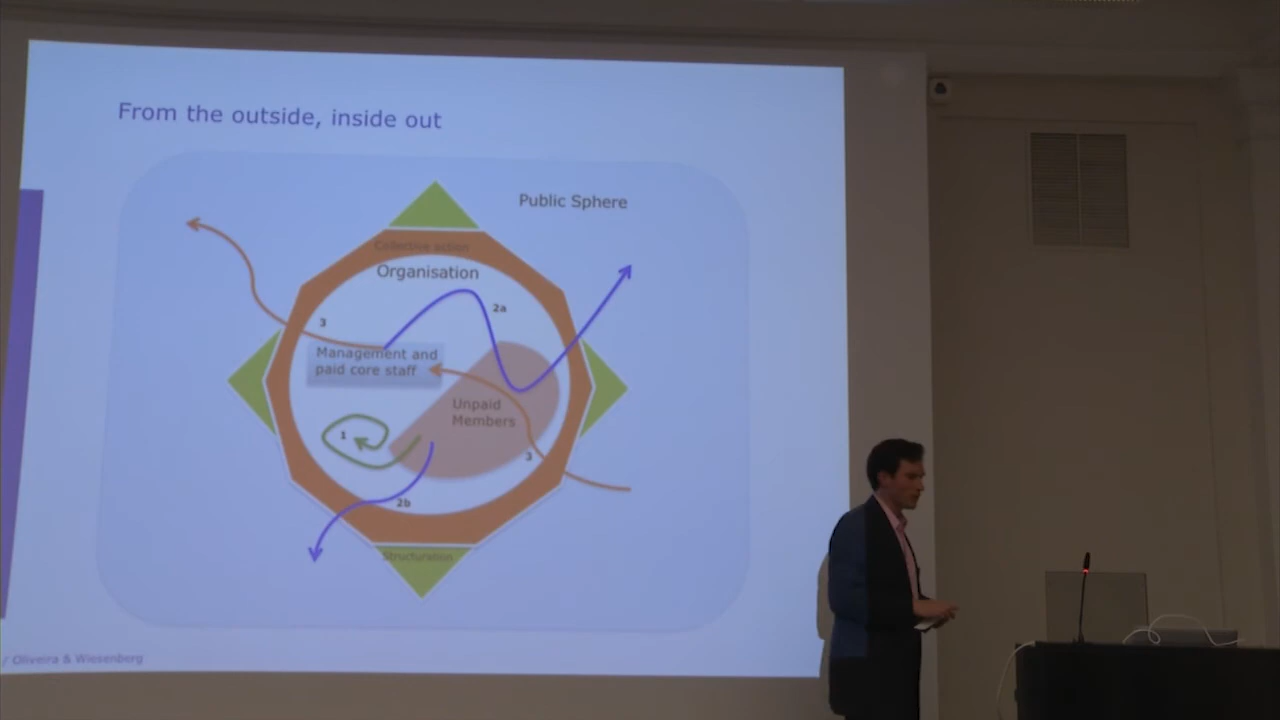 From the outside, inside out
Public Sphere
Collective action
Organisation
2a
3
Management and
paid core staff
Unpaid
Members
1
3
2b
Structuration
/ Oliveira & Wiesenberg